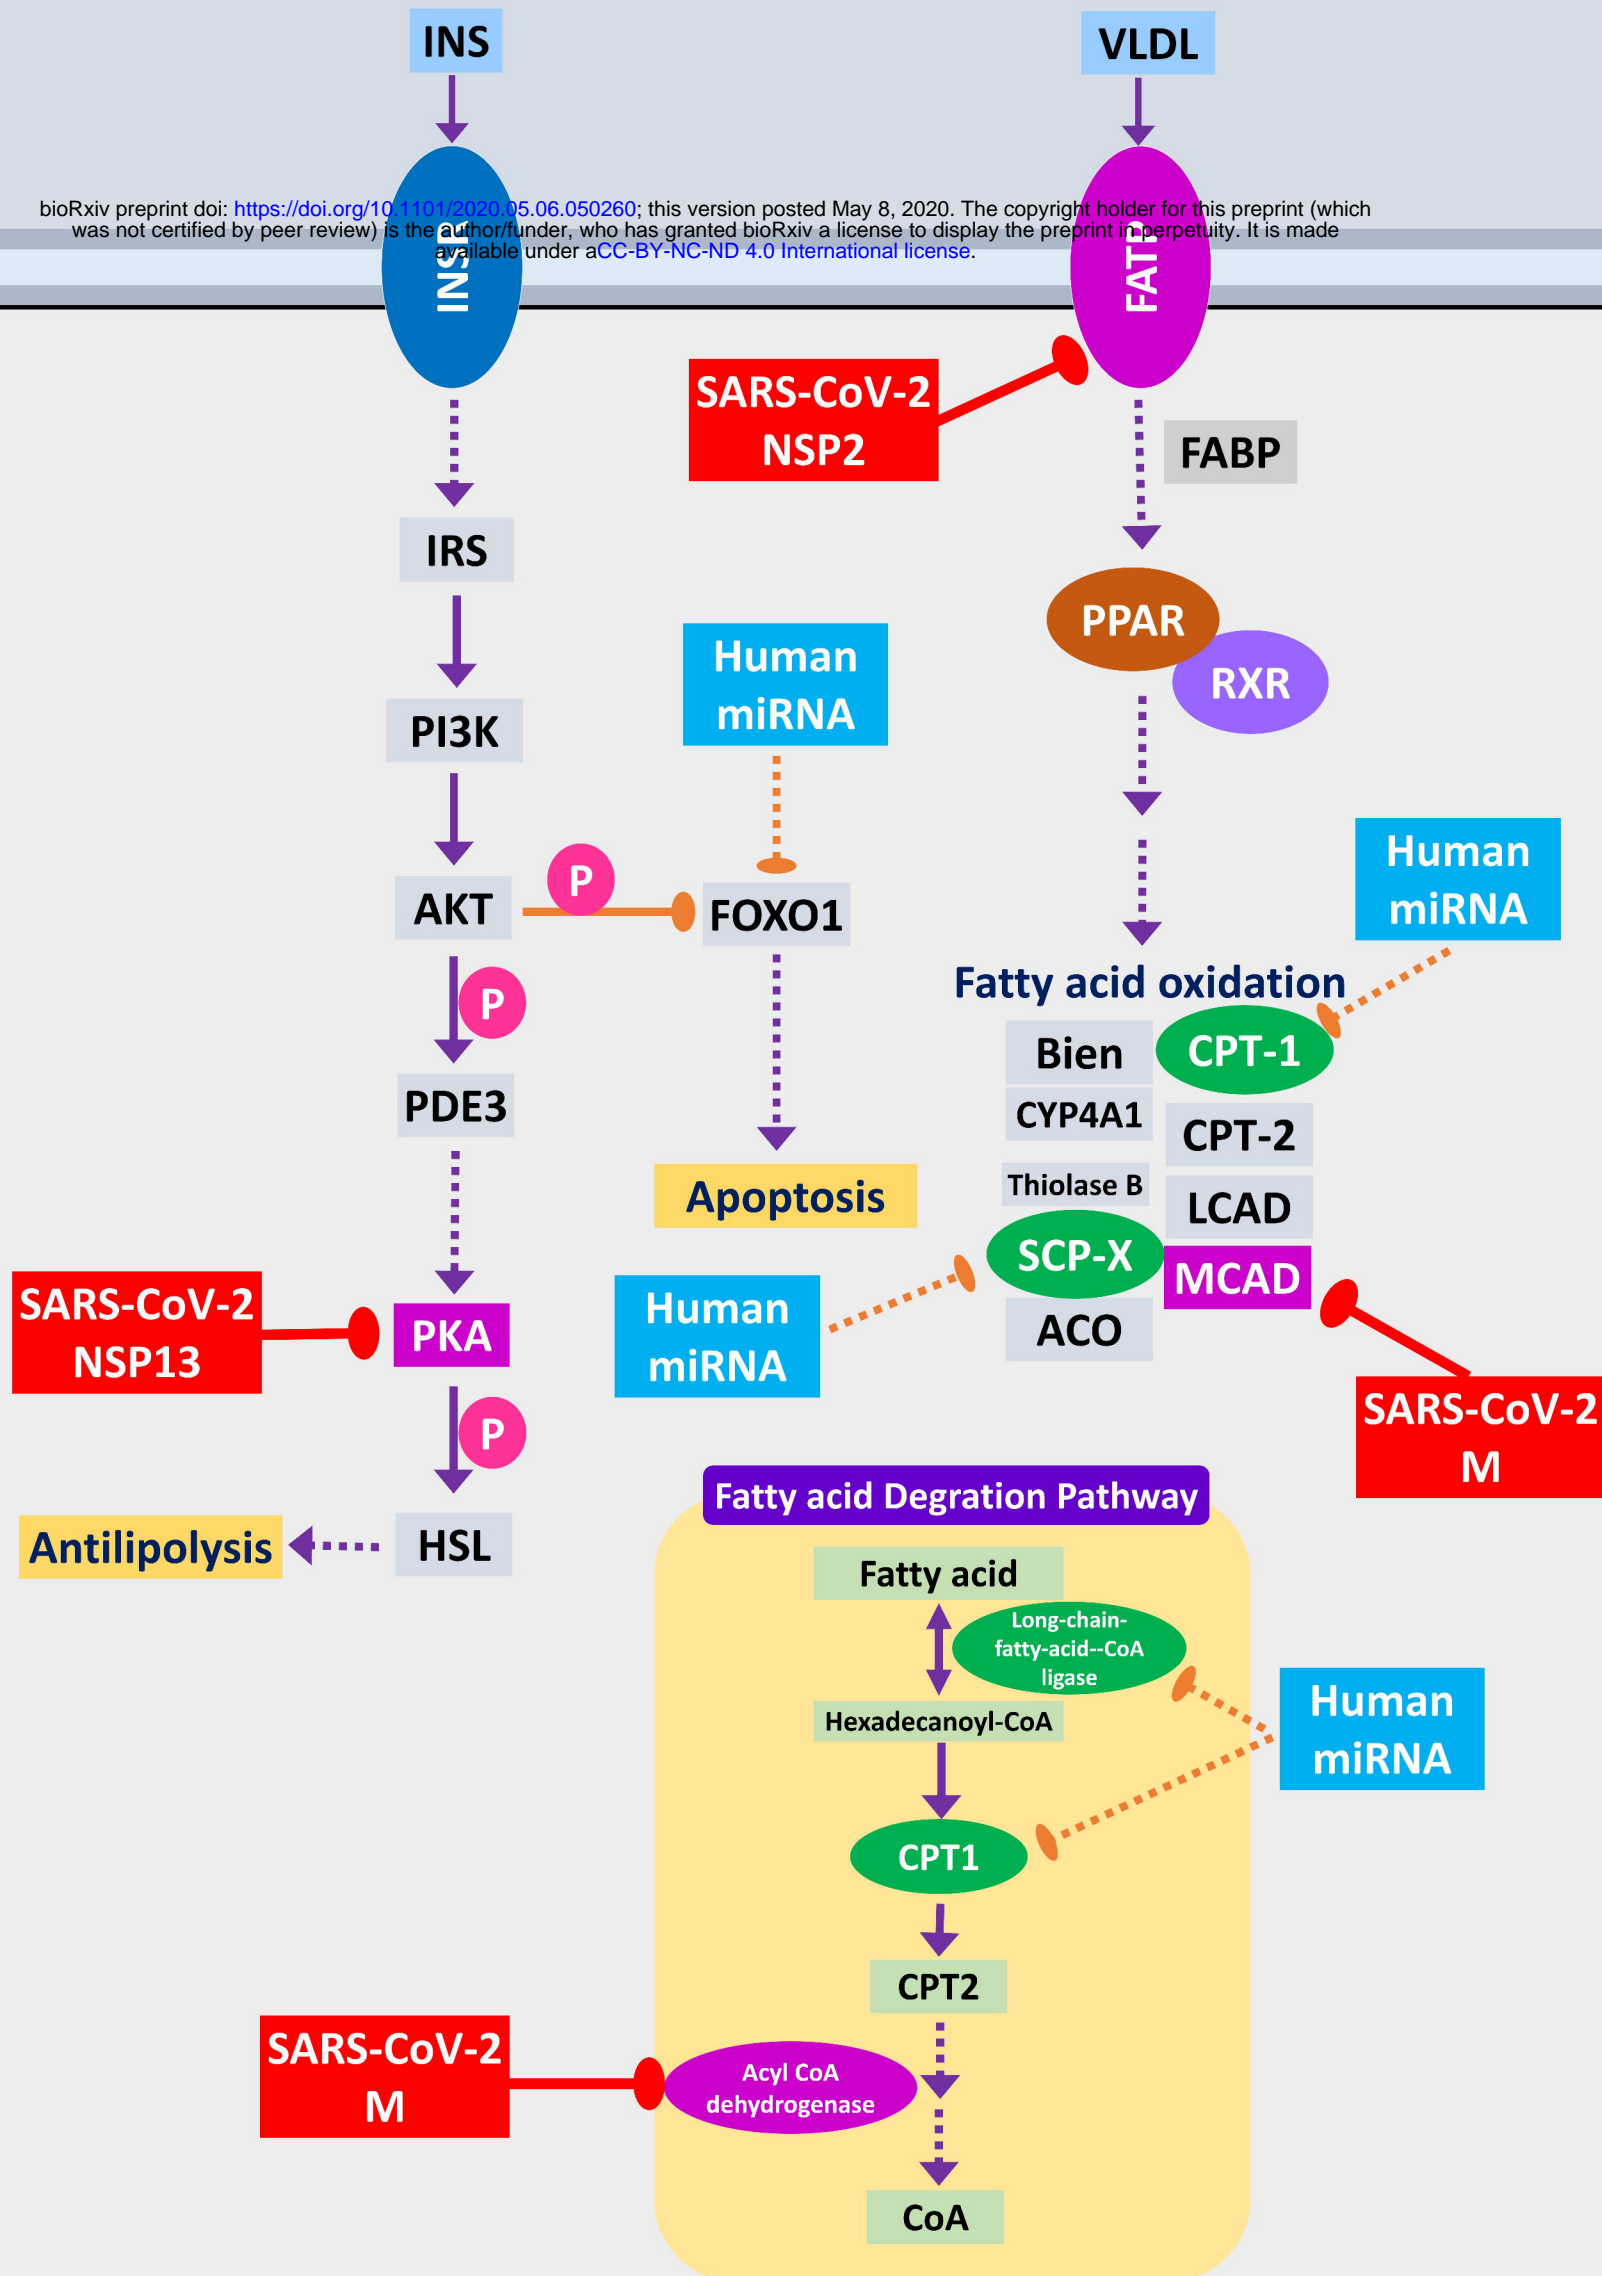 INS
VLDL
bioRxiv preprint doi: https://doi.org/10.1101/2020.05.06.050260; this version posted May 8, 2020. The copyright holder for this preprint (which
was not certified by peer review) is the author/funder, who has granted bioRxiv a license to display the preprint in perpetuity. It is made
available under aCC-BY-NC-ND 4.0 International license.
INSR
FATP
SARS-CoV-2
NSP2
FABP
IRS
PPAR
RXR
Human
miRNA
PI3K
Human
miRNA
P
AKT
FOXO1
Fatty acid oxidation
P
Bien
CPT-1
PDE3
CYP4A1
CPT-2
Thiolase B
Apoptosis
LCAD
SCP-X
MCAD
SARS-CoV-2
NSP13
PKA
Human
miRNA
ACO
SARS-CoV-2
M
P
Fatty acid Degration Pathway
Antilipolysis
HSL
Fatty acid
Long-chain-
fatty-acid--CoA
ligase
Hexadecanoyl-CoA
Human
miRNA
CPT1
CPT2
SARS-CoV-2
M
Acyl CoA
dehydrogenase
CoA